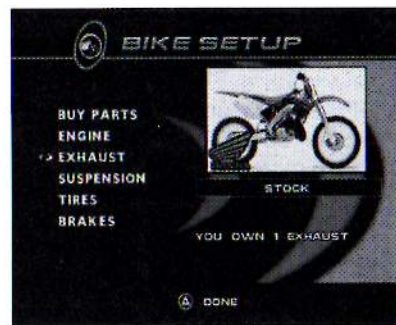 BIKE SETUP
BUY PARTS
ENGINE
EXHAUST
SUSPENSION
TIRES
BRAKES
STOCK
YOU OWN 1 EXHAUST
A DONE